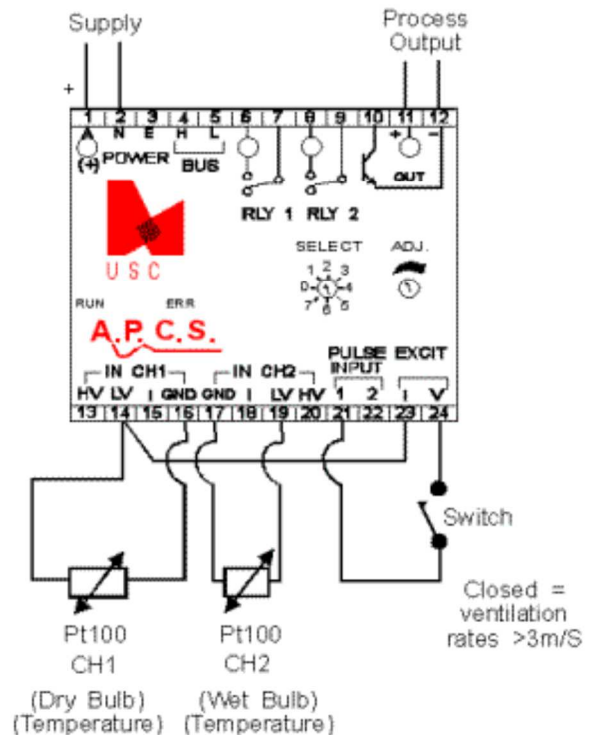 Supply
Process
Output
+
1 2 3 4 5 6 7 8 9 10 11 12
A N E H L + -
(+) POWER BUS OUT
RLY 1 RLY 2
SELECT ADJ.
1 2 3
0 4
7 6 5
USC
RUN ERR
A.P.C.S.
PULSE EXCIT
INPUT
IN CH1 IN CH2
HV LV I GND GND I LV HV 1 2 I V
13 14 15 16 17 18 19 20 21 22 23 24
Switch
Closed =
ventilation
rates >3m/S
Pt100 Pt100
CH1 CH2
(Dry Bulb) (Wet Bulb)
(Temperature) (Temperature)